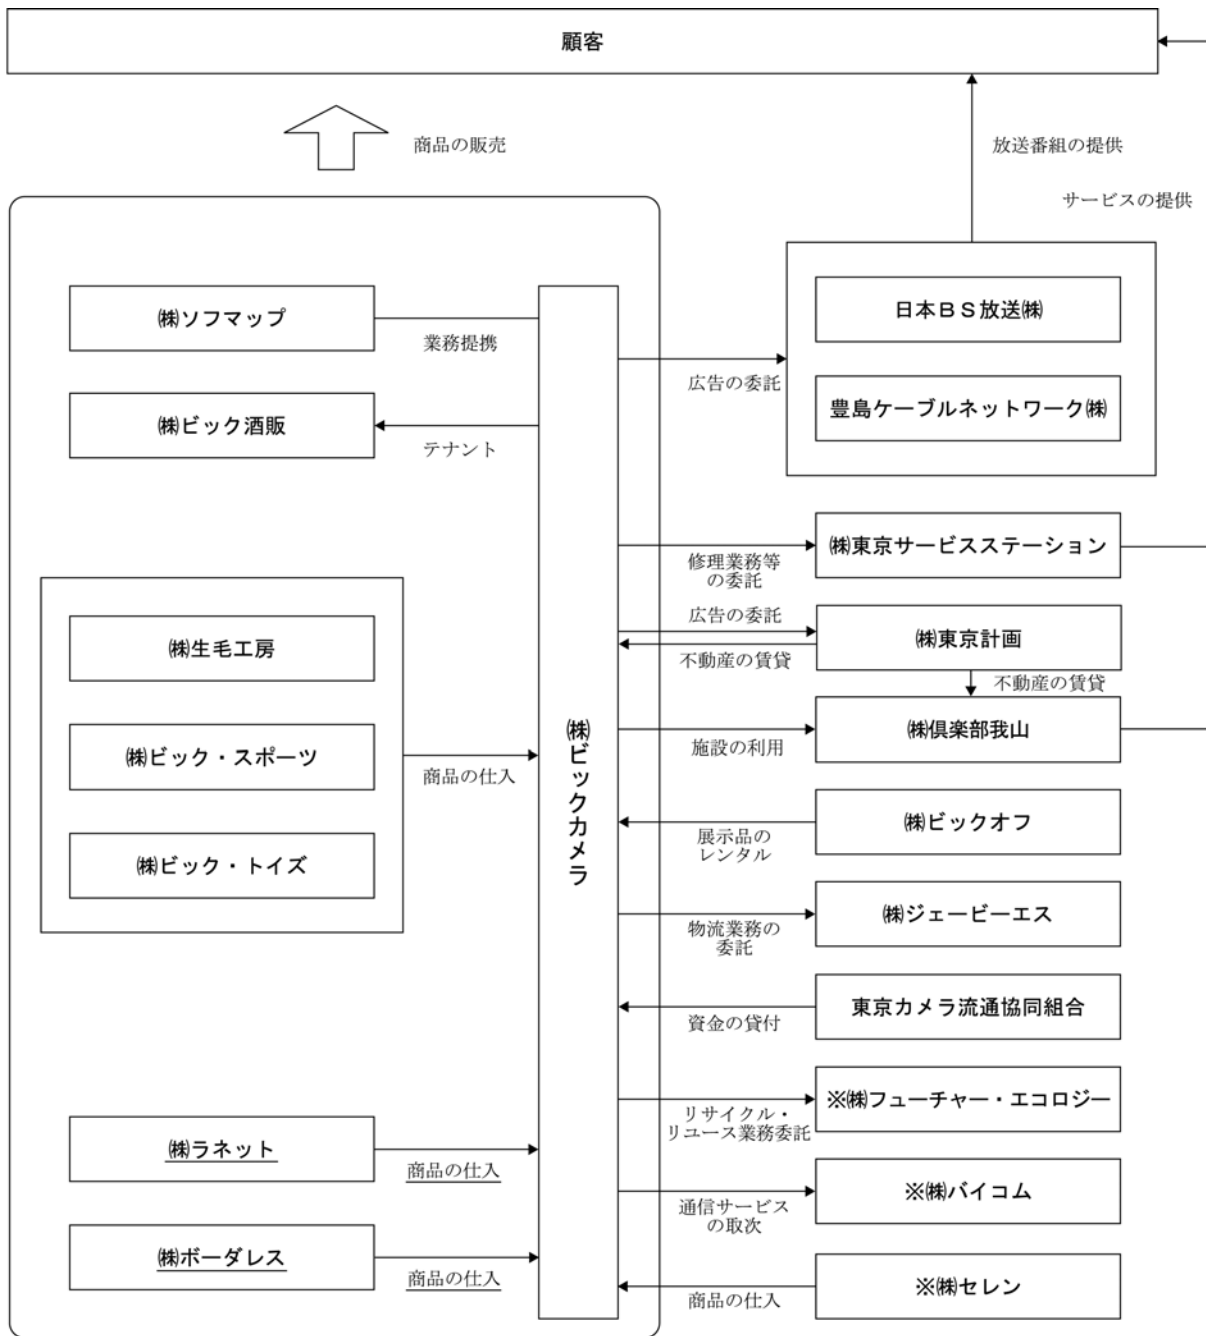 顧客
商品の販売
放送番組の提供
サービスの提供
㈱ソフマップ
業務提携
㈱ビック酒販
テナント
㈱生毛工房
㈱ビック・スポーツ
㈱ビック・トイズ
商品の仕入
㈱ラネット
商品の仕入
㈱ボーダレス
商品の仕入
㈱ビックカメラ
広告の委託
日本ＢＳ放送㈱
豊島ケーブルネットワーク㈱
修理業務等
の委託
㈱東京サービスステーション
広告の委託
不動産の賃貸
㈱東京計画
不動産の賃貸
施設の利用
㈱倶楽部我山
展示品の
レンタル
㈱ビックオフ
物流業務の
委託
㈱ジェービーエス
資金の貸付
東京カメラ流通協同組合
リサイクル・
リユース業務委託
※㈱フューチャー・エコロジー
通信サービス
の取次
※㈱バイコム
商品の仕入
※㈱セレン